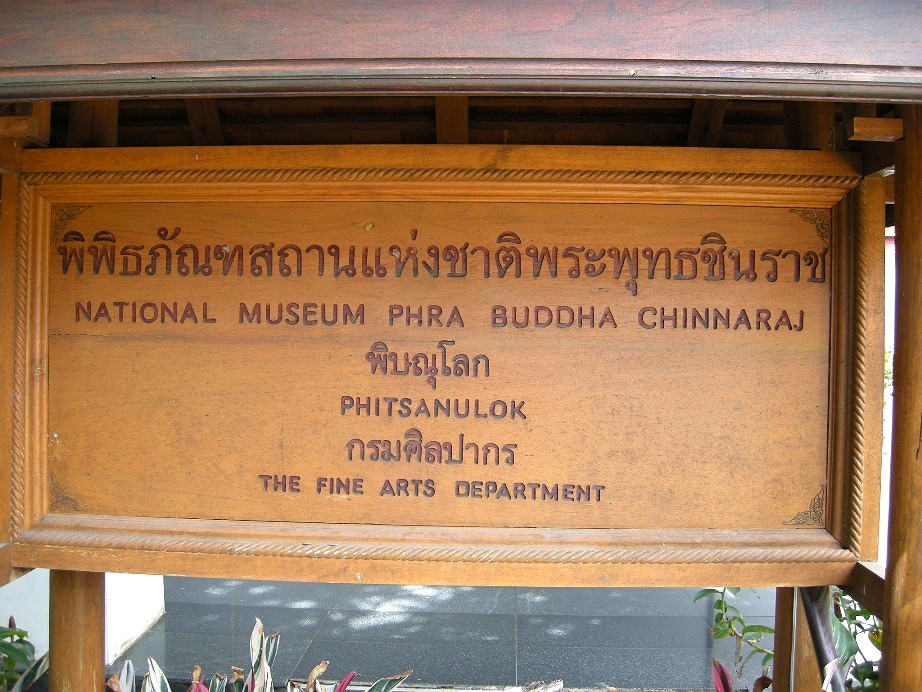 พิพิธภัณฑสถานแห่งชาติพระพุทธชินราช
NATIONAL MUSEUM PHRA BUDDHA CHINNARAJ
พิษณุโลก
PHITSANULOK
กรมศิลปากร
THE FINE ARTS DEPARTMENT